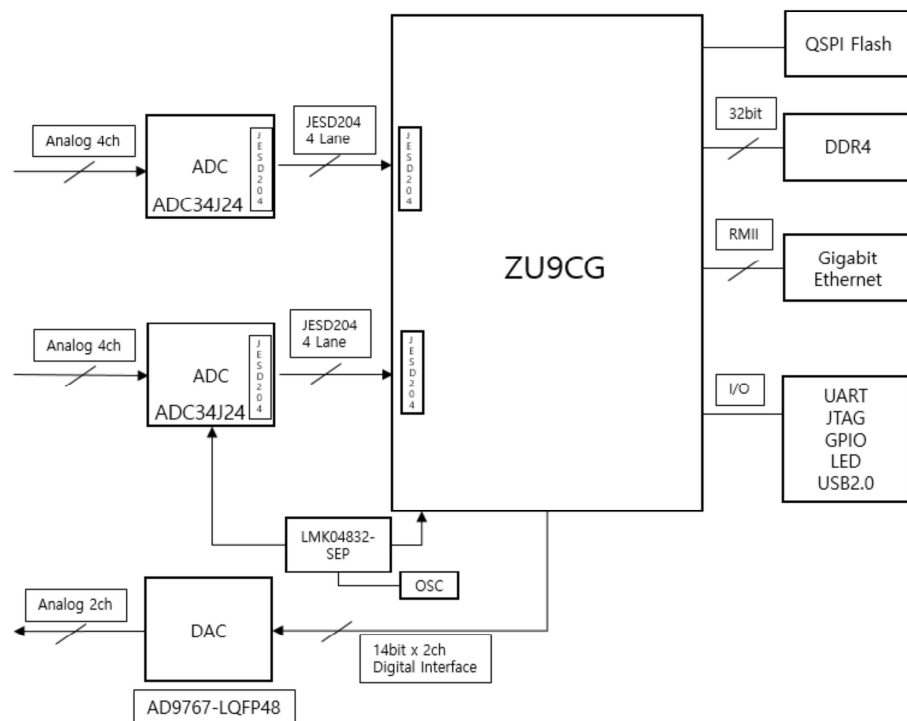 QSPI Flash
JESD204
4 Lane
32bit
Analog 4ch
ADC
JESD204
ADC34J24
JESD204
DDR4
RMII
ZU9CG
Gigabit
Ethernet
JESD204
4 Lane
Analog 4ch
ADC
JESD204
ADC34J24
JESD204
I/O
UART
JTAG
GPIO
LED
USB2.0
LMK04832-
SEP
OSC
Analog 2ch
DAC
14bit x 2ch
Digital Interface
AD9767-LQFP48